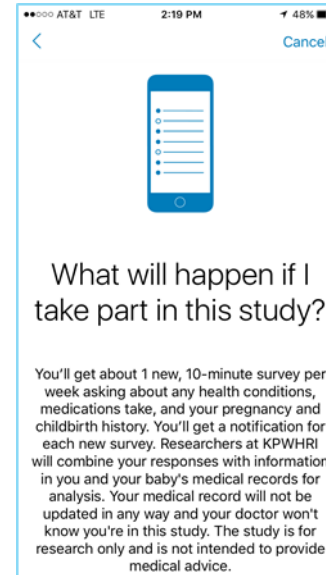 AT&T LTE 2:19 PM 48%
Cancel
What will happen if I
take part in this study?
You'll get about 1 new, 10-minute survey per
week asking about any health conditions,
medications take, and your pregnancy and
childbirth history. You'll get a notification for
each new survey. Researchers at KPWHRI
will combine your responses with information
in you and your baby's medical records for
analysis. Your medical record will not be
updated in any way and your doctor won't
know you're in this study. The study is for
research only and is not intended to provide
medical advice.